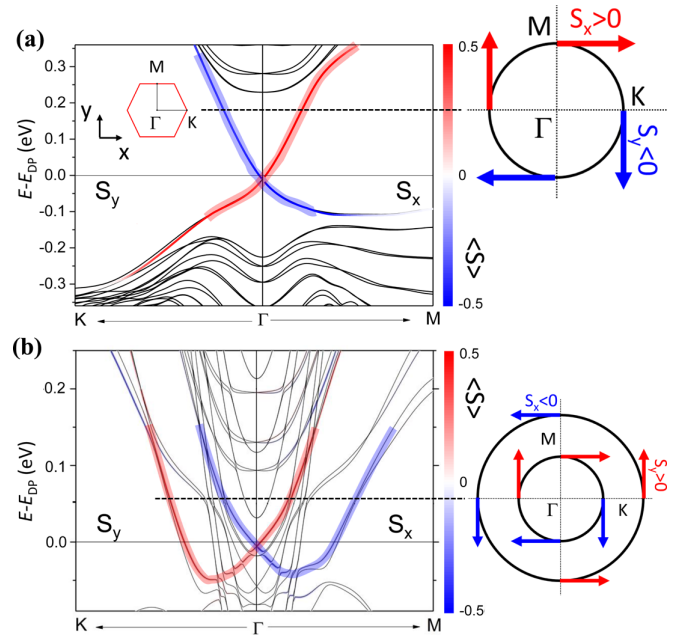 (a)
E-E_DP (eV)
0.3
0.2
0.1
0.0
-0.1
-0.2
-0.3
M
Γ
K
y
x
S_y
S_x
K
Γ
M
0.5
0
-0.5
<S>
M
S_x>0
K
Γ
S_y<0
(b)
E-E_DP (eV)
0.2
0.1
0.0
S_y
S_x
K
Γ
M
0.5
0
-0.5
<S>
S_x<0
M
S_y>0
Γ
K